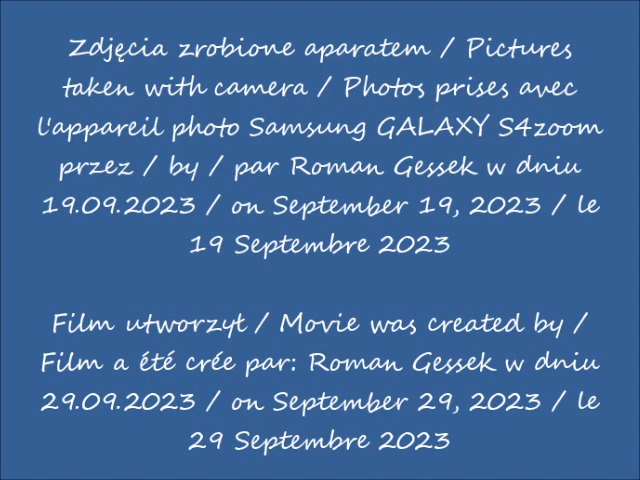 Zdjęcia zrobione aparatem / Pictures
taken with camera / Photos prises avec
l'appareil photo Samsung GALAXY S4zoom
przez / by / par Roman Gessek w dniu
19.09.2023 / on September 19, 2023 / le
19 Septembre 2023
Film utworzył / Movie was created by /
Film a été crée par: Roman Gessek w dniu
29.09.2023 / on September 29, 2023 / le
29 Septembre 2023